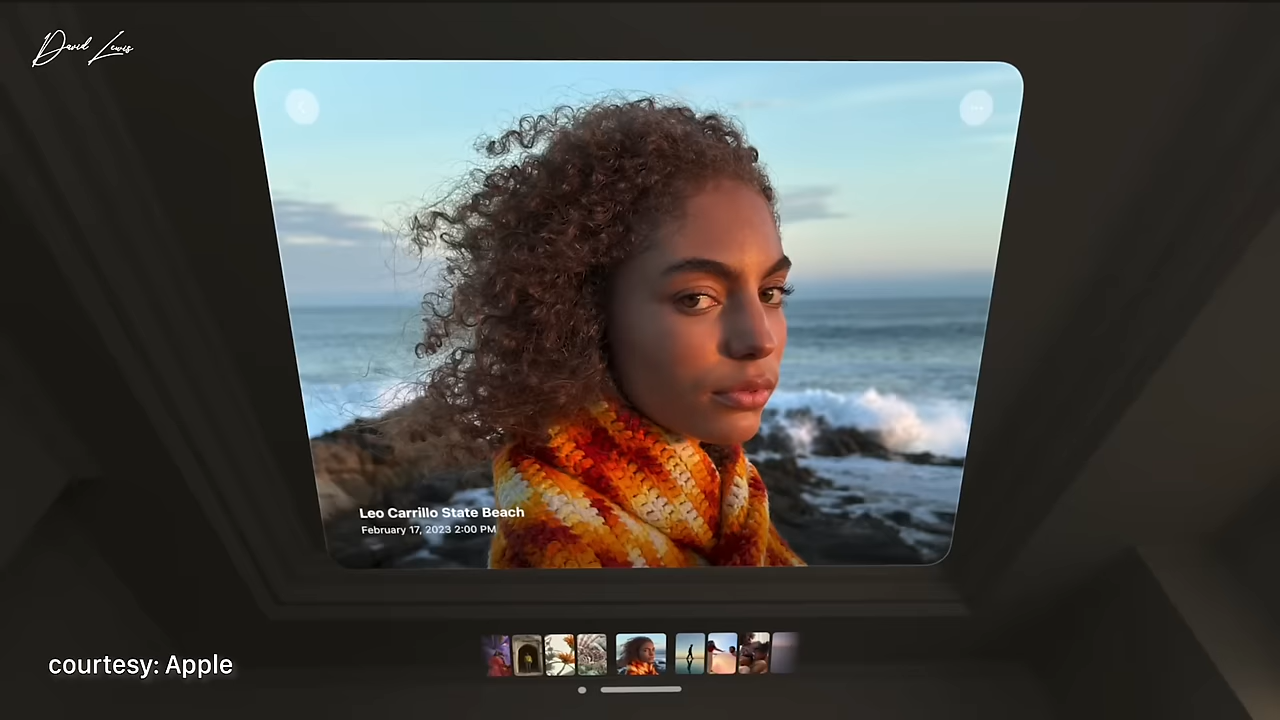 David Lewis
Leo Carrillo State Beach
February 17, 2023 2:00 PM
courtesy: Apple